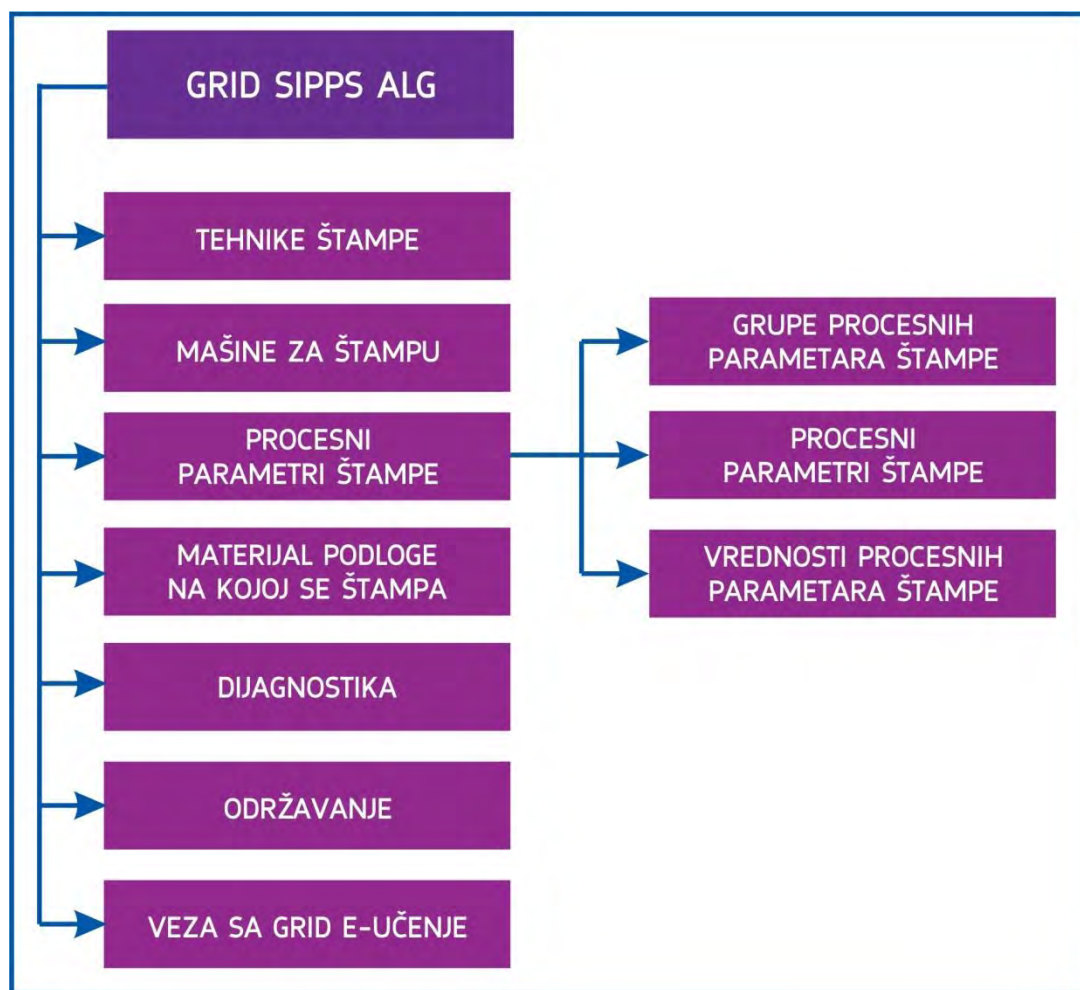 GRID SIPPS ALG
TEHNIKE ŠTAMPE
MAŠINE ZA ŠTAMPU
PROCESNI
PARAMETRI ŠTAMPE
MATERIJAL PODLOGE
NA KOJOJ SE ŠTAMPA
DIJAGNOSTIKA
ODRŽAVANJE
VEZA SA GRID E-UČENJE
GRUPE PROCESNIH
PARAMETARA ŠTAMPE
PROCESNI
PARAMETRI ŠTAMPE
VREDNOSTI PROCESNIH
PARAMETARA ŠTAMPE